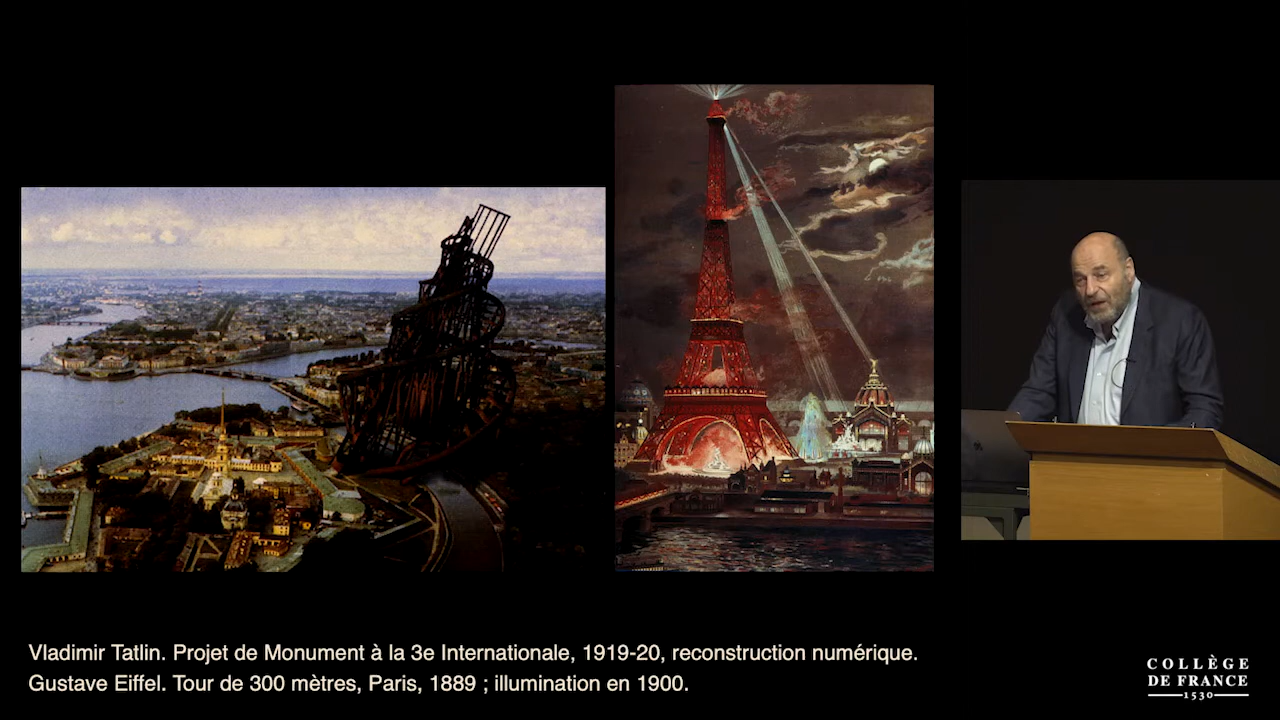 Vladimir Tatlin. Projet de Monument à la 3e Internationale, 1919-20, reconstruction numérique.
Gustave Eiffel. Tour de 300 mètres, Paris, 1889 ; illumination en 1900.
COLLÈGE
DE FRANCE
1530